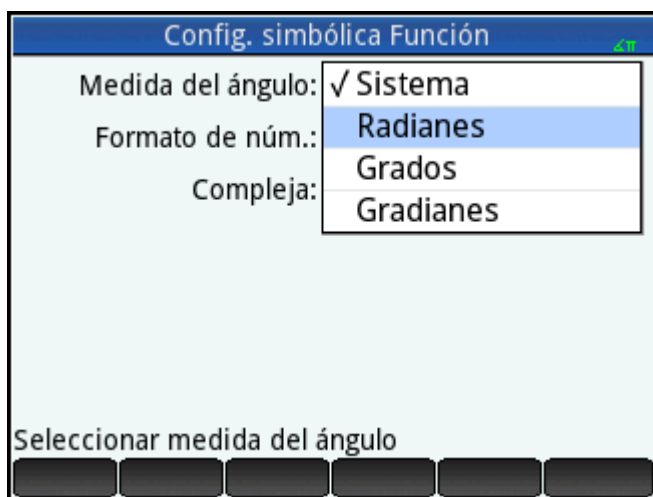 Config. simbólica Función ∡π
Medida del ángulo: √ Sistema
Radianes
Formato de núm.:
Grados
Compleja:
Gradianes
Seleccionar medida del ángulo